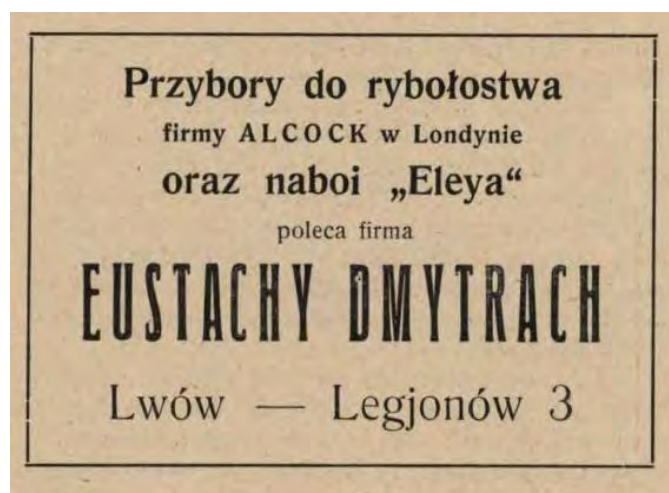 Przybory do rybołostwa
firmy ALCOCK w Londynie
oraz naboi „Eleya“
poleca firma
EUSTACHY DMYTRACH
Lwów — Legjonów 3